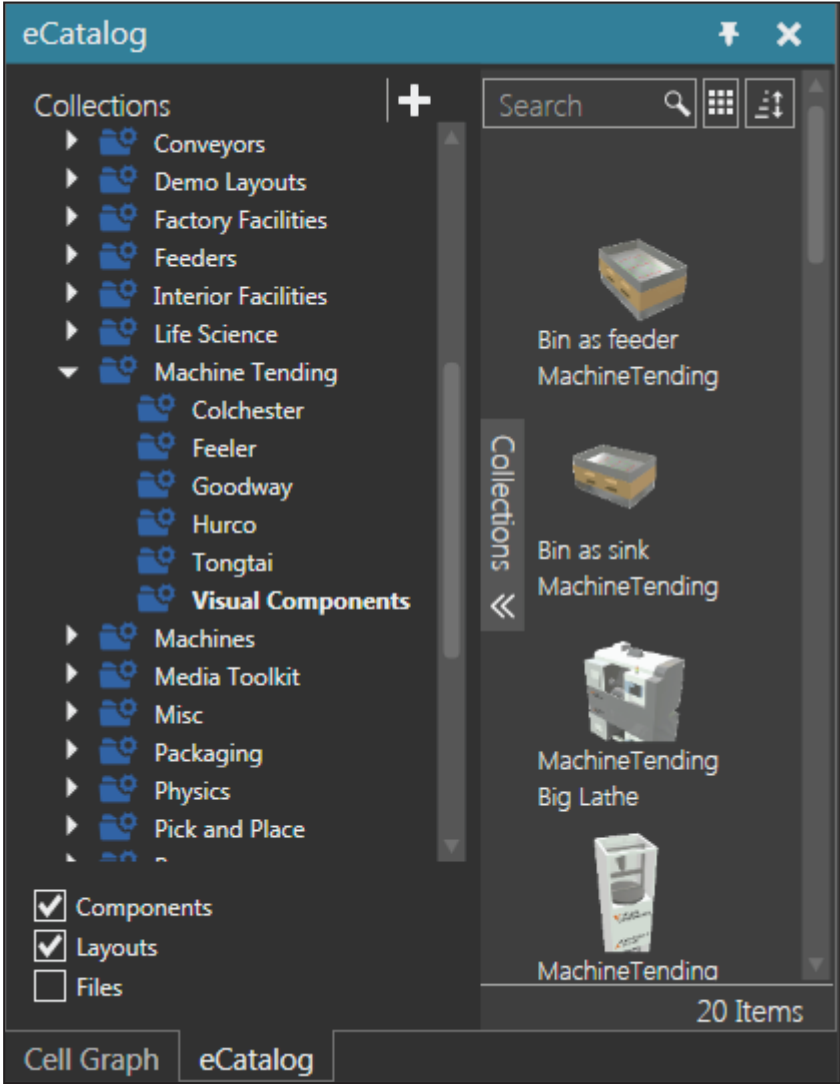 eCatalog
Collections
Conveyors
Demo Layouts
Factory Facilities
Feeders
Interior Facilities
Life Science
Machine Tending
Colchester
Feeler
Goodway
Hurco
Tongtai
Visual Components
Machines
Media Toolkit
Misc
Packaging
Physics
Pick and Place
Components
Layouts
Files
Search
Collections
Bin as feeder
MachineTending
Bin as sink
MachineTending
MachineTending
Big Lathe
MachineTending
20 Items
Cell Graph
eCatalog